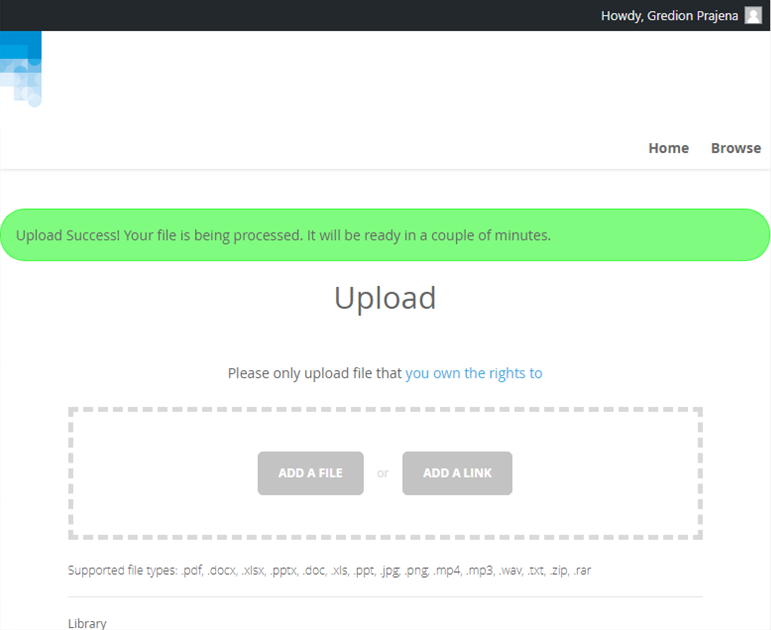 Howdy, Gredion Prajena
Home Browse
Upload Success! Your file is being processed. It will be ready in a couple of minutes.
Upload
Please only upload file that you own the rights to
ADD A FILE or ADD A LINK
Supported file types: .pdf, .docx, .xlsx, .pptx, .doc, .xls, .ppt, .jpg, .png, .mp4, .mp3, .wav, .txt, .zip, .rar
Library